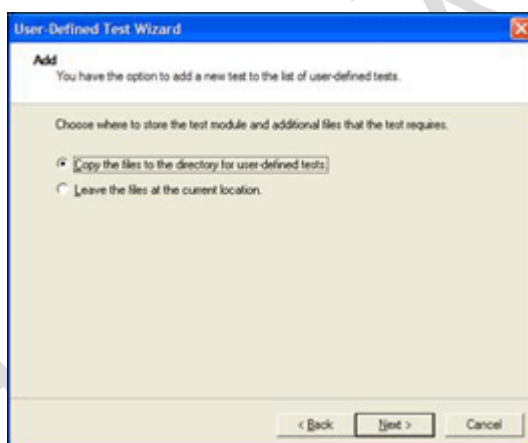 User-Defined Test Wizard
Add
You have the option to add a new test to the list of user-defined tests.
Choose where to store the test module and additional files that the test requires.
Copy the files to the directory for user-defined tests.
Leave the files at the current location.
< Back
Next >
Cancel